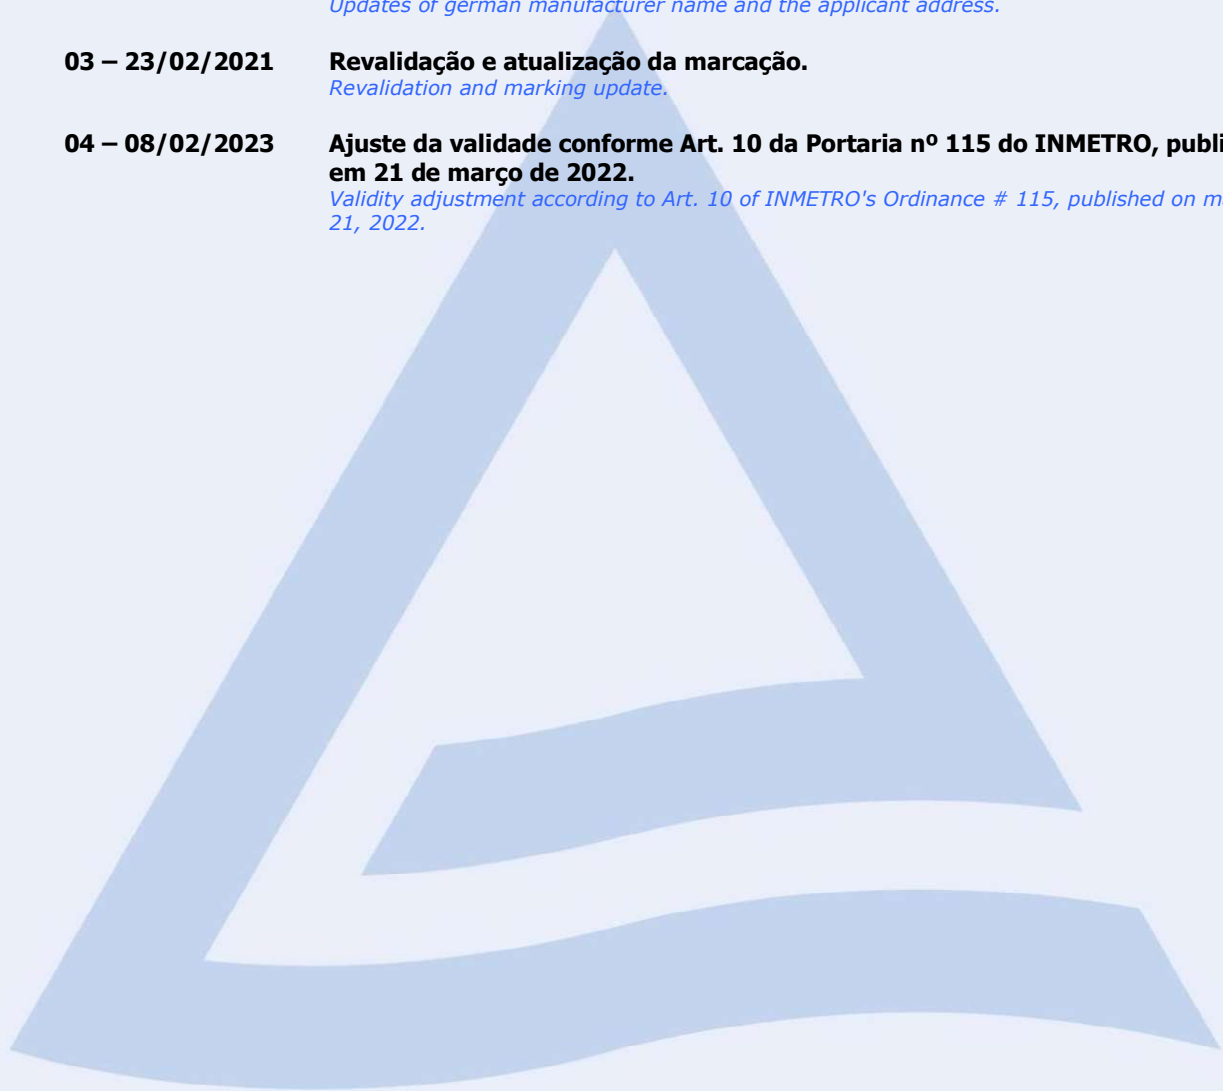 Updates of german manufacturer name and the applicant address.
03 – 23/02/2021 Revalidação e atualização da marcação.
Revalidation and marking update.
04 – 08/02/2023 Ajuste da validade conforme Art. 10 da Portaria nº 115 do INMETRO,
em 21 de março de 2022.
Validity adjustment according to Art. 10 of INMETRO's Ordinance # 115, published on
21, 2022.